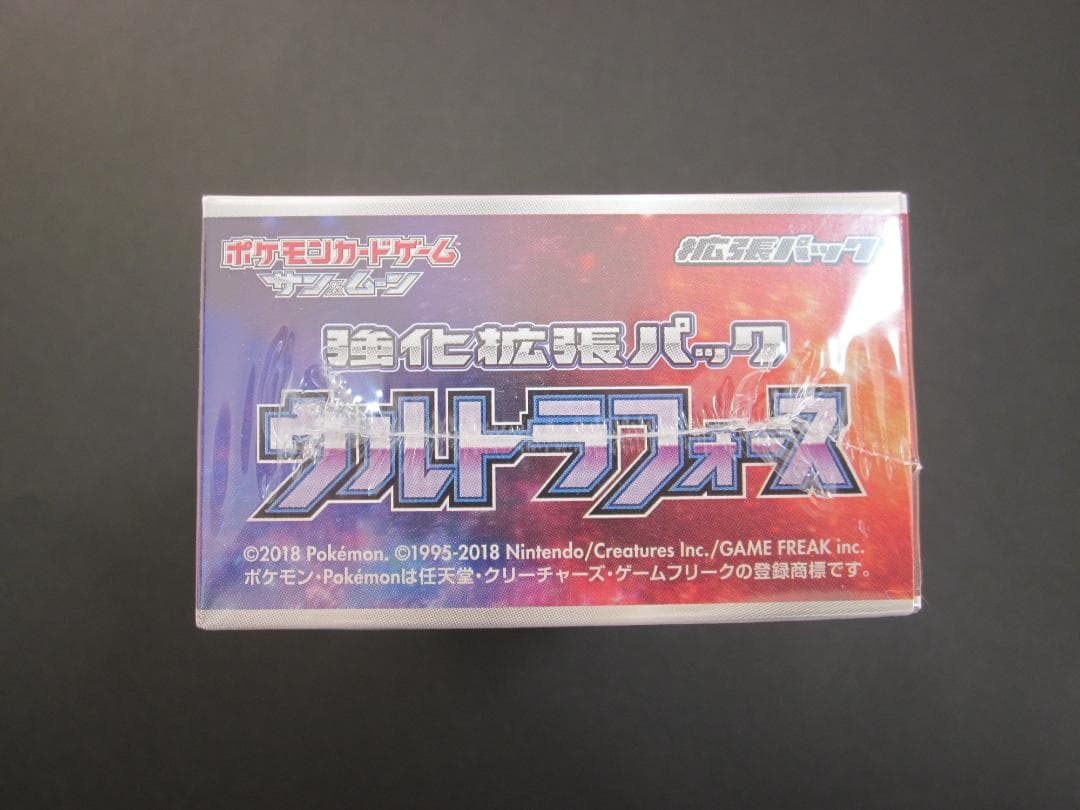 ポケモンカードゲーム
サン&ムーン
拡張パック
強化拡張パック
ウルトラフォース
©2018 Pokémon. ©1995-2018 Nintendo/Creatures Inc./GAME FREAK inc.
ポケモン・Pokémonは任天堂・クリーチャーズ・ゲームフリークの登録商標です。